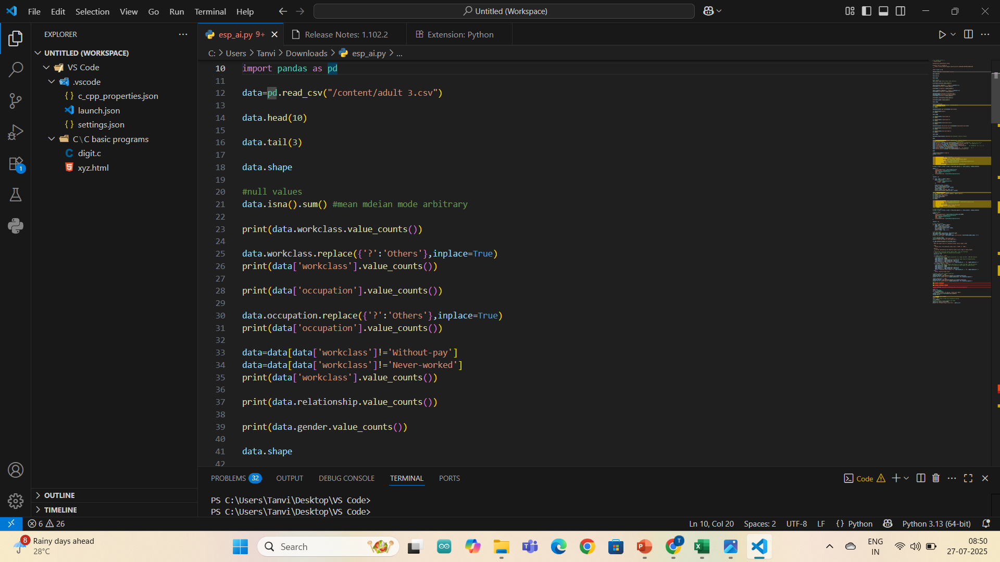 File Edit Selection View Go Run Terminal Help
Untitled (Workspace)
EXPLORER
UNTITLED (WORKSPACE)
VS Code
.vscode
{} c_cpp_properties.json
launch.json
{} settings.json
C\C basic programs
C digit.c
xyz.html
OUTLINE
TIMELINE
1
esp_ai.py 9+
Release Notes: 1.102.2
Extension: Python
C: > Users > Tanvi > Downloads > esp_ai.py > ...
10 import pandas as pd
11
12 data=pd.read_csv("/content/adult 3.csv")
13
14 data.head(10)
15
16 data.tail(3)
17
18 data.shape
19
20 #null values
21 data.isna().sum() #mean mdeian mode arbitrary
22
23 print(data.workclass.value_counts())
24
25 data.workclass.replace({'?':'Others'},inplace=True)
26 print(data['workclass'].value_counts())
27
28 print(data['occupation'].value_counts())
29
30 data.occupation.replace({'?':'Others'},inplace=True)
31 print(data['occupation'].value_counts())
32
33 data=data[data['workclass']!='Without-pay']
34 data=data[data['workclass']!='Never-worked']
35 print(data['workclass'].value_counts())
36
37 print(data.relationship.value_counts())
38
39 print(data.gender.value_counts())
40
41 data.shape
42
PROBLEMS 32 OUTPUT DEBUG CONSOLE TERMINAL PORTS
Code
PS C:\Users\Tanvi\Desktop\VS Code>
PS C:\Users\Tanvi\Desktop\VS Code>
6 26
Ln 10, Col 20 Spaces: 2 UTF-8 LF {} Python Python 3.13 (64-bit)
8
Rainy days ahead
28°C
Search
T
ENG
IN
08:50
27-07-2025